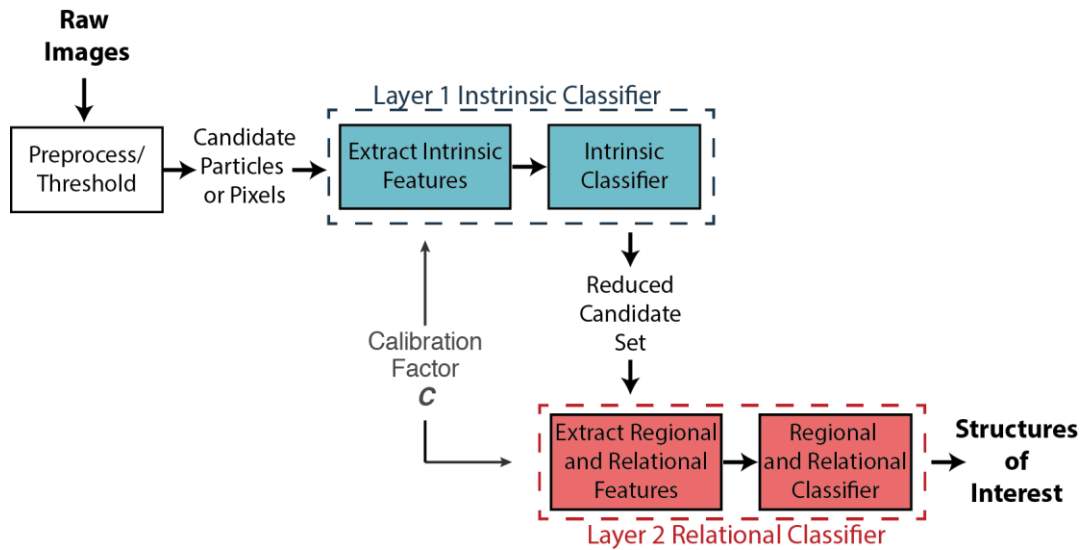 Raw
Images
Preprocess/
Threshold
Candidate
Particles
or Pixels
Layer 1 Instrinsic Classifier
Extract Intrinsic
Features
Intrinsic
Classifier
Reduced
Candidate
Set
Calibration
Factor
C
Extract Regional
and Relational
Features
Regional
and Relational
Classifier
Layer 2 Relational Classifier
Structures
of
Interest